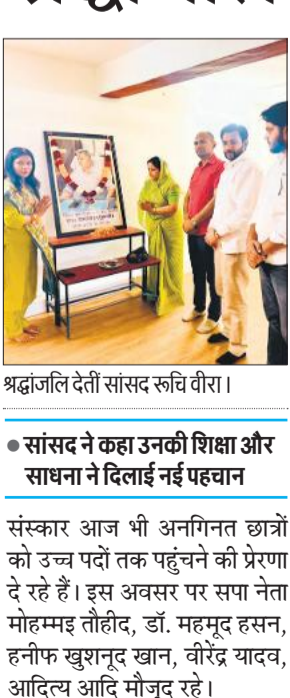 श्रद्धांजलि देतीं सांसद रूचि वीरा।
● सांसद ने कहा उनकी शिक्षा और
साधना ने दिलाई नई पहचान
संस्कार आज भी अनगिनत छात्रों
को उच्च पदों तक पहुंचने की प्रेरणा
दे रहे हैं। इस अवसर पर सपा नेता
मोहम्मइ तौहीद, डॉ. महमूद हसन,
हनीफ खुशनूद खान, वीरेंद्र यादव,
आदित्य आदि मौजूद रहे।